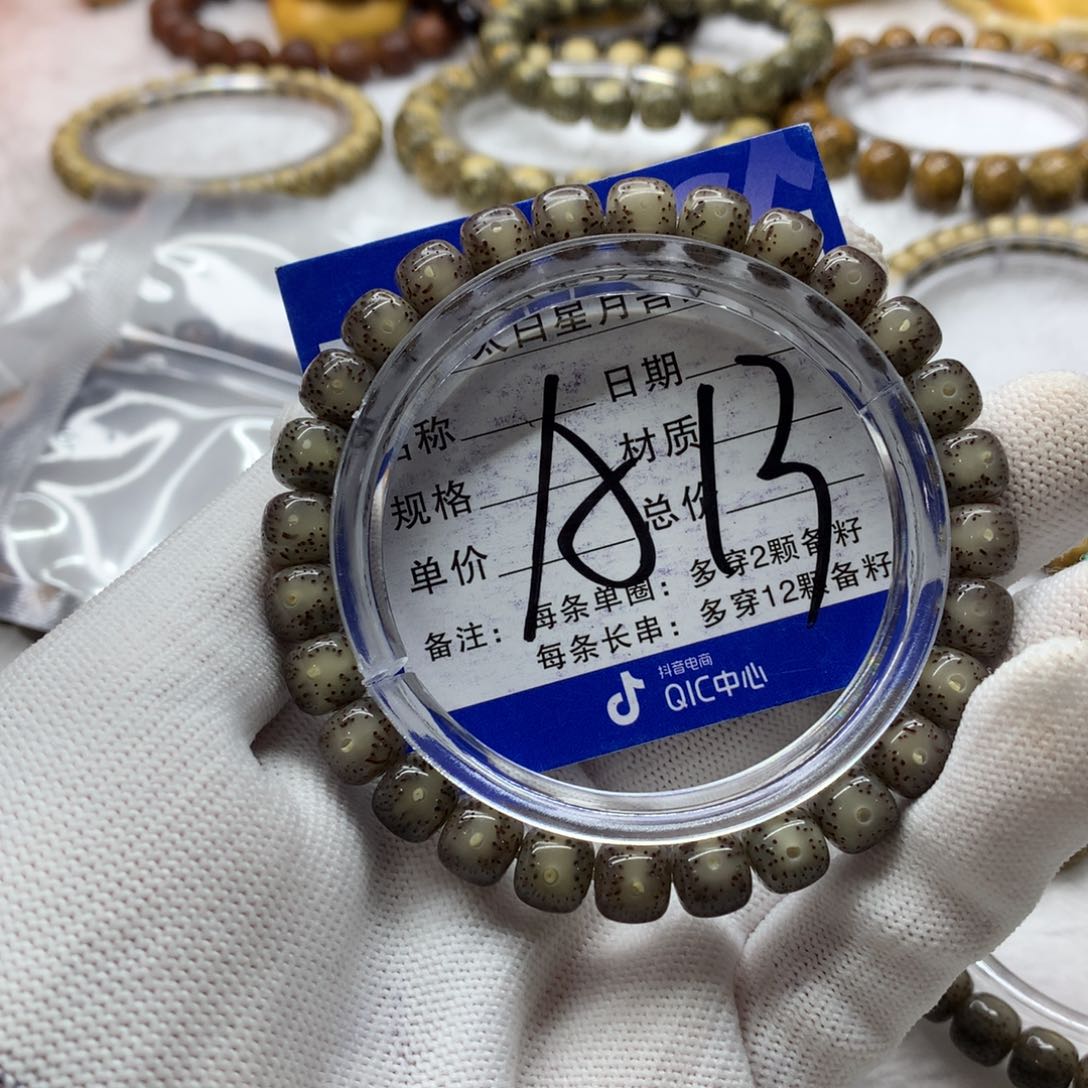 日星月
日期
称
材质
规格
总价
单价
A13
备注： 每条单圈：多穿2颗备籽
每条长串：多穿12颗备籽
抖音电商
QIC中心